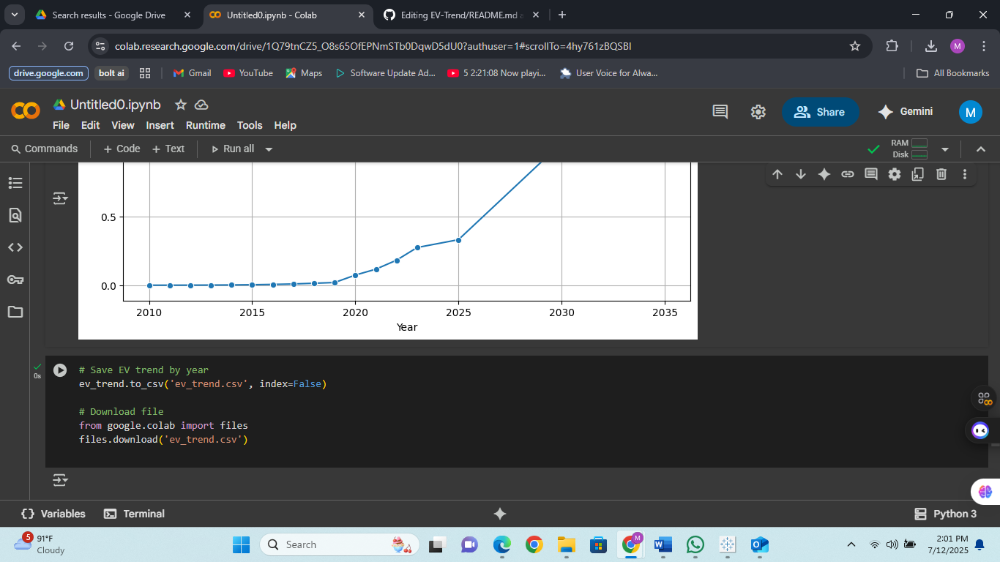 Search results - Google Drive
Untitled0.ipynb - Colab
Editing EV-Trend/README.md a
colab.research.google.com/drive/1Q79tnCZ5_O8s65OfEPNmSTb0DqwD5dU0?authuser=1#scrollTo=4hy761zBQSBI
M
drive.google.com
bolt ai
Gmail
YouTube
Maps
Software Update Ad...
5 2:21:08 Now playi...
User Voice for Alwa...
All Bookmarks
Untitled0.ipynb
File Edit View Insert Runtime Tools Help
Share
Gemini
M
Commands
+ Code + Text
Run all
RAM
Disk
0.5
0.0
2010 2015 2020 2025 2030 2035
Year
0s
# Save EV trend by year
ev_trend.to_csv('ev_trend.csv', index=False)
# Download file
from google.colab import files
files.download('ev_trend.csv')
Variables
Terminal
Python 3
5
91°F
Cloudy
Search
M
2:01 PM
7/12/2025